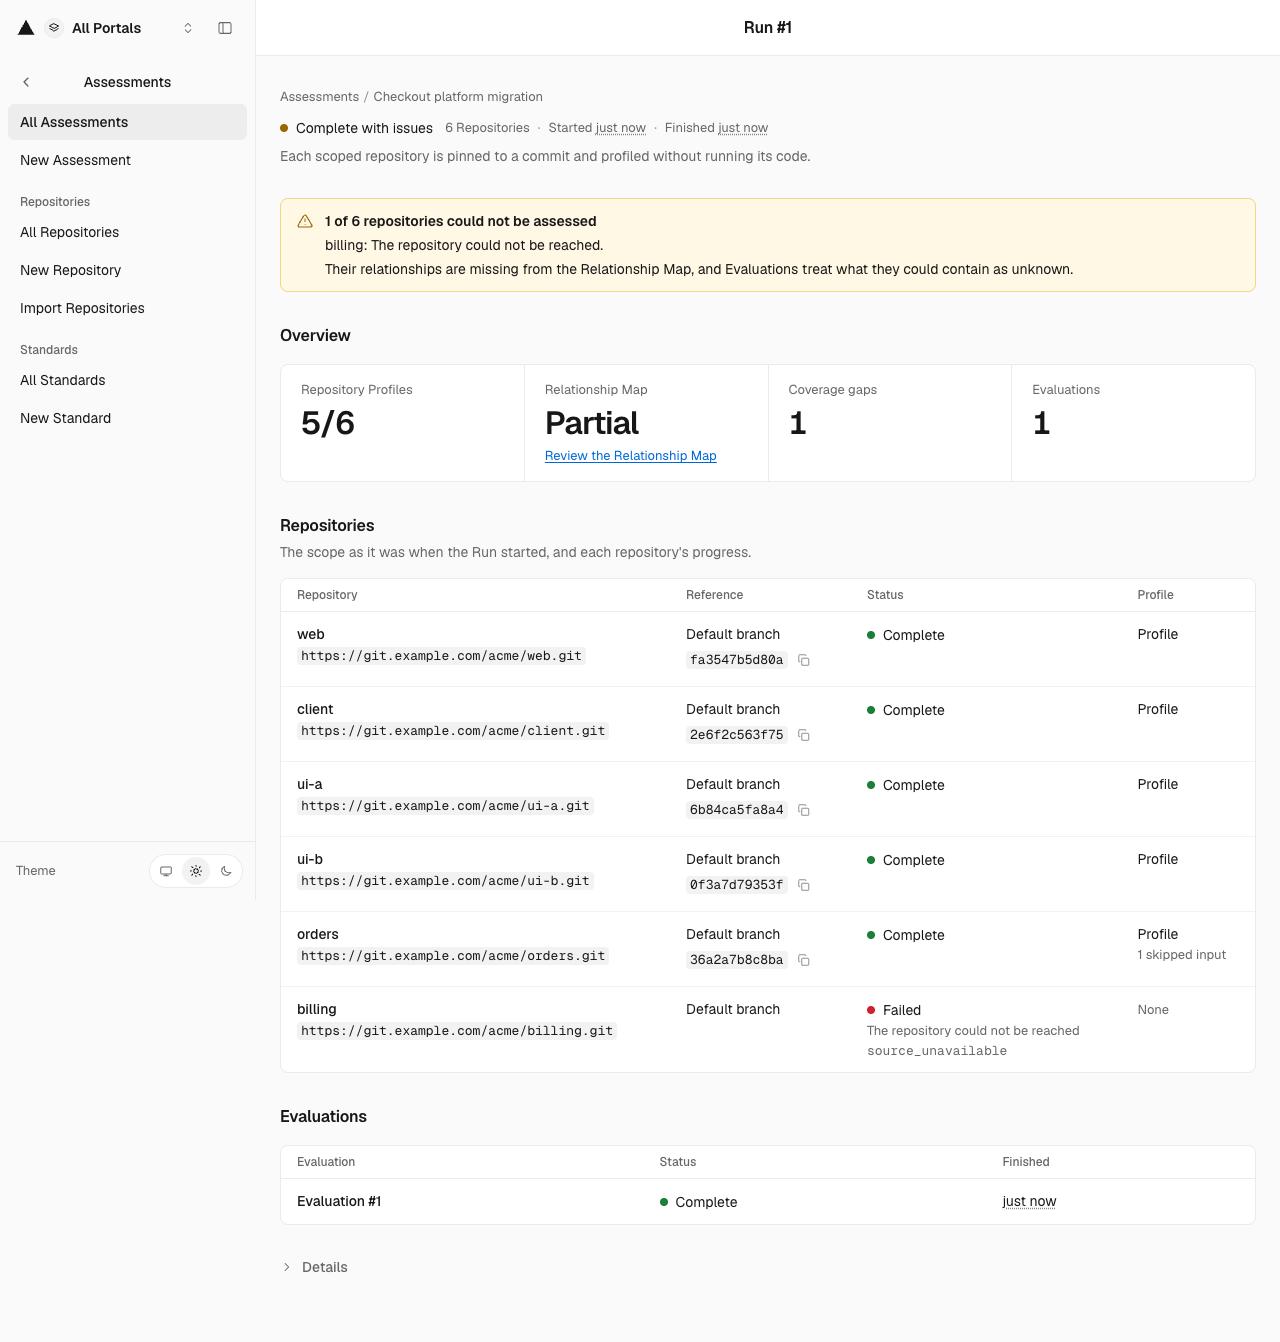 All Portals
Run #1
Assessments
All Assessments
New Assessment
Repositories
All Repositories
New Repository
Import Repositories
Standards
All Standards
New Standard
Theme
Assessments / Checkout platform migration
Complete with issues 6 Repositories · Started just now · Finished just now
Each scoped repository is pinned to a commit and profiled without running its code.
1 of 6 repositories could not be assessed
billing: The repository could not be reached.
Their relationships are missing from the Relationship Map, and Evaluations treat what they could contain as unknown.
Overview
Repository Profiles
5/6
Relationship Map
Partial
Review the Relationship Map
Coverage gaps
1
Evaluations
1
Repositories
The scope as it was when the Run started, and each repository's progress.
Repository Reference Status Profile
web Default branch Complete Profile
https://git.example.com/acme/web.git fa3547b5d80a
client Default branch Complete Profile
https://git.example.com/acme/client.git 2e6f2c563f75
ui-a Default branch Complete Profile
https://git.example.com/acme/ui-a.git 6b84ca5fa8a4
ui-b Default branch Complete Profile
https://git.example.com/acme/ui-b.git 0f3a7d79353f
orders Default branch Complete Profile
https://git.example.com/acme/orders.git 36a2a7b8c8ba 1 skipped input
billing Default branch Failed None
https://git.example.com/acme/billing.git The repository could not be reached
source_unavailable
Evaluations
Evaluation Status Finished
Evaluation #1 Complete just now
Details